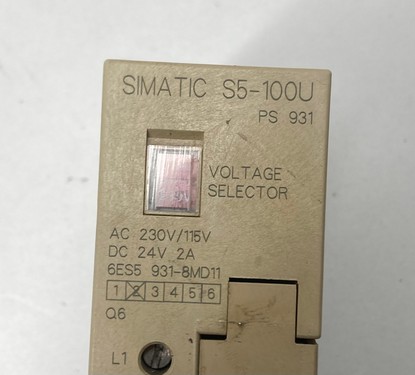 SIMATIC S5-100U
PS 931
VOLTAGE
SELECTOR
AC 230V/115V
DC 24V 2A
6ES5 931-8MD11
1 2 3 4 5 6
Q6
L1